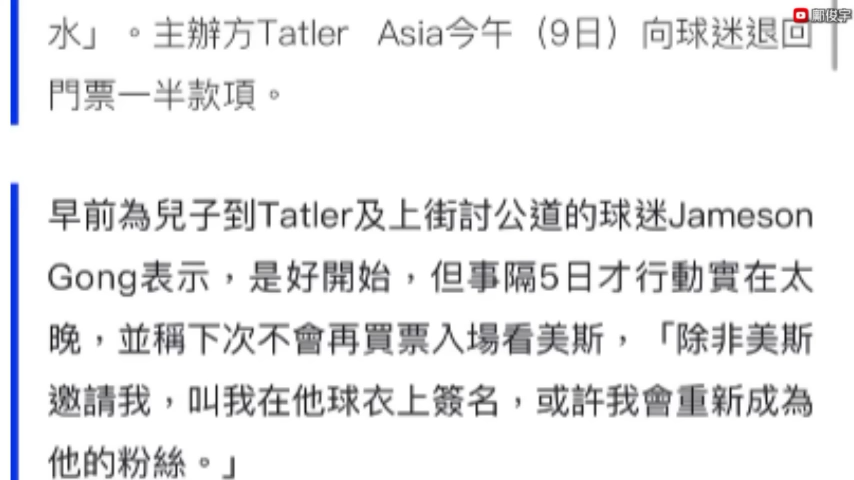 鄺俊宇
水」。主辦方Tatler Asia今午（9日）向球迷退回
門票一半款項。
早前為兒子到Tatler及上街討公道的球迷Jameson
Gong表示，是好開始，但事隔5日才行動實在太
晚，並稱下次不會再買票入場看美斯，「除非美斯
邀請我，叫我在他球衣上簽名，或許我會重新成為
他的粉絲。」